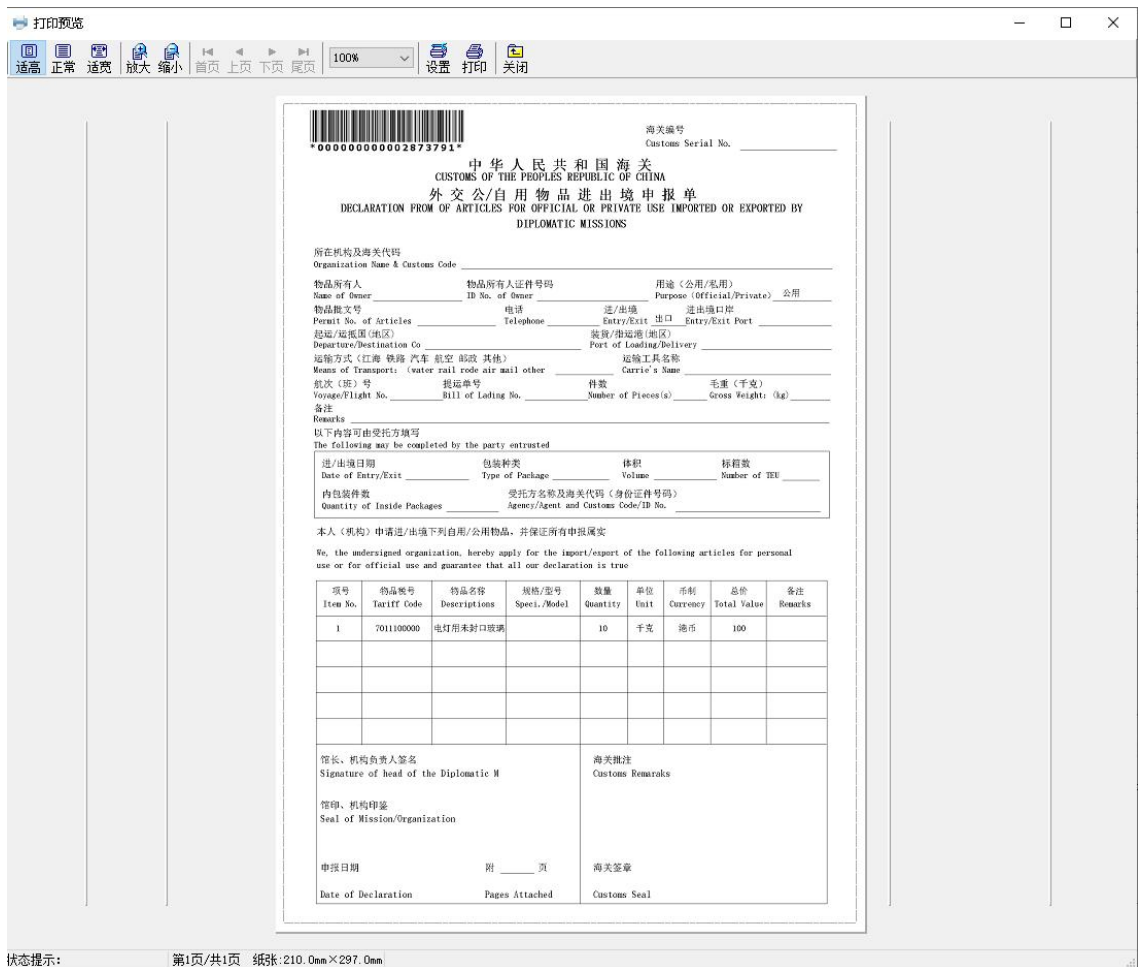 打印预览
适高 正常 适宽 放大 缩小 首页 上页 下页 尾页 100% 设置 打印 关闭
*000000000002873791*
海关编号
Customs Serial No.
中华人民共和国海关
CUSTOMS OF THE PEOPLES REPUBLIC OF CHINA
外交公/自用物品进出境申报单
DECLARATION FROM OF ARTICLES FOR OFFICIAL OR PRIVATE USE IMPORTED OR EXPORTED BY
DIPLOMATIC MISSIONS
所在机构及海关代码
Organization Name & Customs Code
物品所有人 物品所有人证件号码 用途（公用/私用）
Name of Owner ID No. of Owner Purpose (Official/Private) 公用
物品批文号 电话 进/出境 进出境口岸
Permit No. of Articles Telephone Entry/Exit 出口 Entry/Exit Port
起运/运抵国(地区) 装货/指运港(地区)
Departure/Destination Co Port of Loading/Delivery
运输方式（江海 铁路 汽车 航空 邮政 其他） 运输工具名称
Means of Transport: (water rail rode air mail other Carrie's Name
航次（班）号 提运单号 件数 毛重（千克）
Voyage/Flight No. Bill of Lading No. Number of Pieces(s) Gross Weight: (kg)
备注
Remarks
以下内容可由受托方填写
The following may be completed by the party entrusted
进/出境日期 包装种类 体积 标箱数
Date of Entry/Exit Type of Package Volume Number of TEU
内包装件数 受托方名称及海关代码（身份证件号码）
Quantity of Inside Packages Agency/Agent and Customs Code/ID No.
本人（机构）申请进/出境下列自用/公用物品，并保证所有申报属实
We, the undersigned organization, hereby apply for the import/export of the following articles for personal
use or for official use and guarantee that all our declaration is true
项号 物品税号 物品名称 规格/型号 数量 单位 币制 总价 备注
Item No. Tariff Code Descriptions Speci./Model Quantity Unit Currency Total Value Remarks
1 7011100000 电灯用未封口玻璃 10 千克 港币 100
馆长、机构负责人签名 海关批注
Signature of head of the Diplomatic M Customs Remaraks
馆印、机构印鉴
Seal of Mission/Organization
申报日期 附 页 海关签章
Date of Declaration Pages Attached Customs Seal
状态提示: 第1页/共1页 纸张:210.0mm×297.0mm